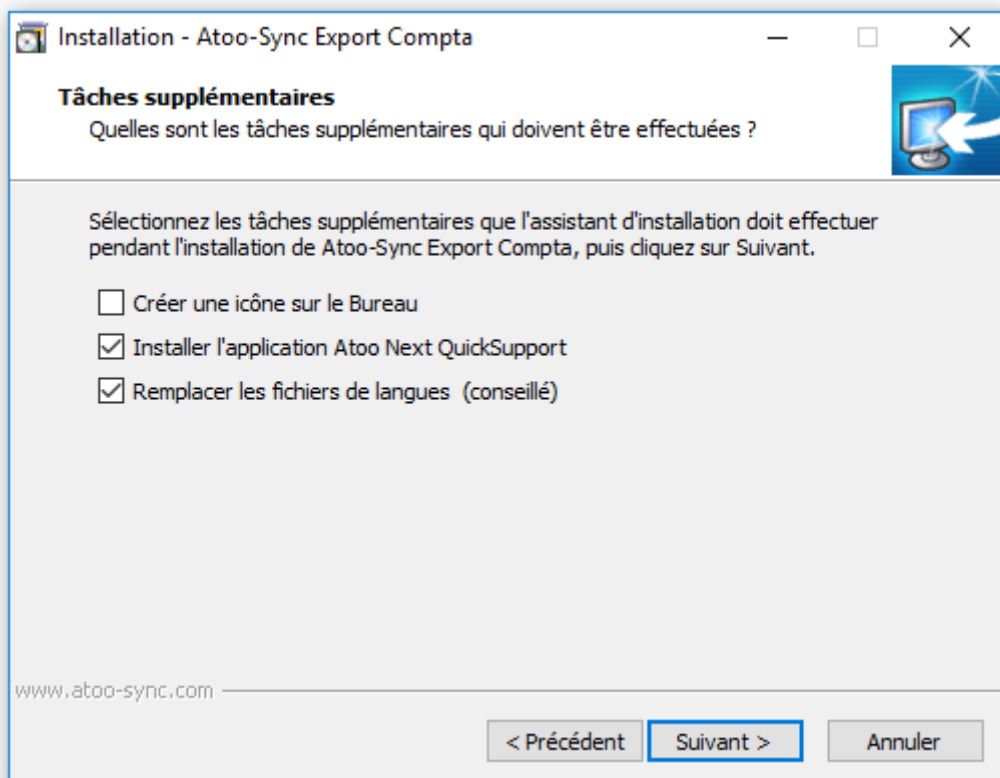 Installation - Atoo-Sync Export Compta
Tâches supplémentaires
Quelles sont les tâches supplémentaires qui doivent être effectuées ?
Sélectionnez les tâches supplémentaires que l'assistant d'installation doit effectuer
pendant l'installation de Atoo-Sync Export Compta, puis cliquez sur Suivant.
Créer une icône sur le Bureau
Installer l'application Atoo Next QuickSupport
Remplacer les fichiers de langues (conseillé)
www.atoo-sync.com
< Précédent
Suivant >
Annuler